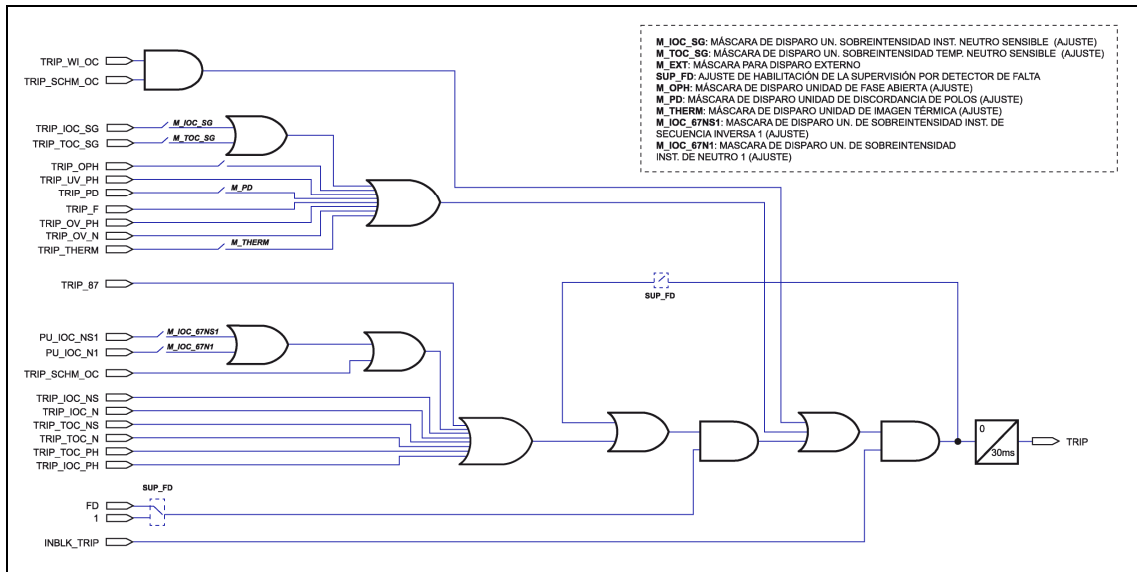 TRIP_WI_OC
TRIP_SCHM_OC
TRIP_IOC_SG
M_IOC_SG
TRIP_TOC_SG
M_TOC_SG
TRIP_OPH
TRIP_UV_PH
TRIP_PD
M_PD
TRIP_F
TRIP_OV_PH
TRIP_OV_N
TRIP_THERM
M_THERM
M_IOC_SG: MÁSCARA DE DISPARO UN. SOBREINTENSIDAD INST. NEUTRO SENSIBLE (AJUSTE)
M_TOC_SG: MÁSCARA DE DISPARO UN. SOBREINTENSIDAD TEMP. NEUTRO SENSIBLE (AJUSTE)
M_EXT: MÁSCARA PARA DISPARO EXTERNO
SUP_FD: AJUSTE DE HABILITACIÓN DE LA SUPERVISIÓN POR DETECTOR DE FALTA
M_OPH: MÁSCARA DE DISPARO UNIDAD DE FASE ABIERTA (AJUSTE)
M_PD: MÁSCARA DE DISPARO UNIDAD DE DISCORDANCIA DE POLOS (AJUSTE)
M_THERM: MÁSCARA DE DISPARO UNIDAD DE IMAGEN TÉRMICA (AJUSTE)
M_IOC_67NS1: MASCARA DE DISPARO UN. DE SOBREINTENSIDAD INST. DE
SECUENCIA INVERSA 1 (AJUSTE)
M_IOC_67N1: MASCARA DE DISPARO UN. DE SOBREINTENSIDAD
INST. DE NEUTRO 1 (AJUSTE)
TRIP_87
SUP_FD
PU_IOC_NS1
M_IOC_67NS1
PU_IOC_N1
M_IOC_67N1
TRIP_SCHM_OC
TRIP_IOC_NS
TRIP_IOC_N
TRIP_TOC_NS
TRIP_TOC_N
TRIP_TOC_PH
TRIP_IOC_PH
0
30ms
TRIP
SUP_FD
FD
1
INBLK_TRIP